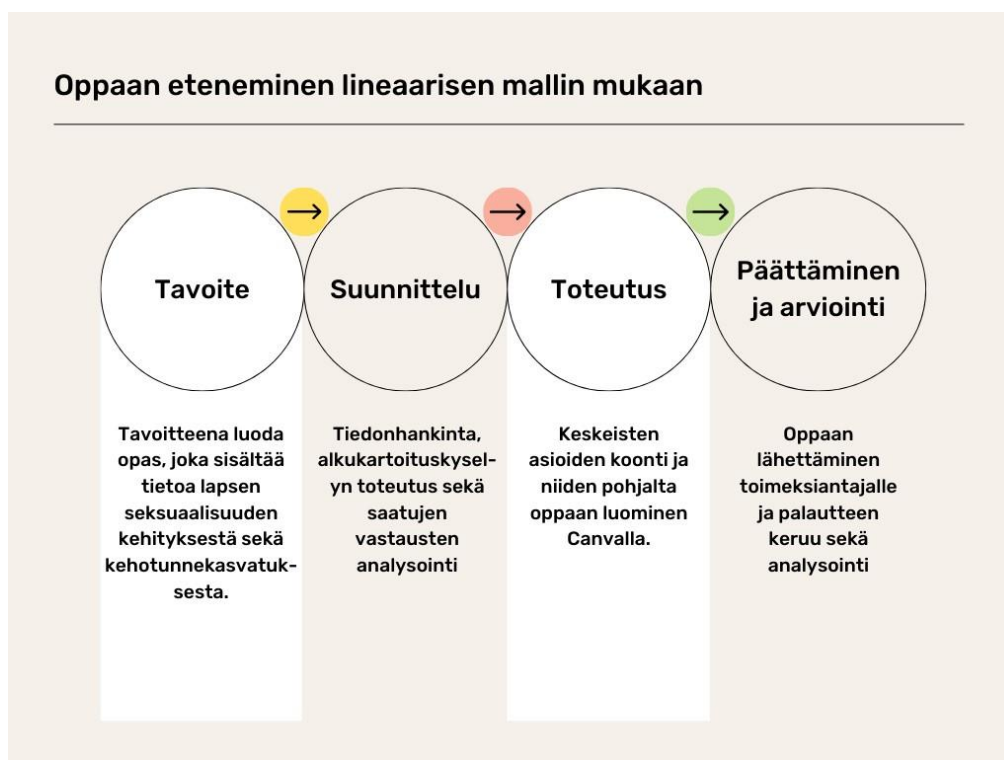 Oppaan eteneminen lineaarisen mallin mukaan
Tavoite
Suunnittelu
Toteutus
Päättäminen
ja arviointi
Tavoitteena luoda
opas, joka sisältää
tietoa lapsen
seksuaalisuuden
kehityksestä sekä
kehotunnekasvatuk-
sesta.
Tiedonhankinta,
alkukartoituskysel-
yn toteutus sekä
saatujen
vastausten
analysointi
Keskeisten
asioiden koonti ja
niiden pohjalta
oppaan luominen
Canvalla.
Oppaan
lähettäminen
toimeksiantajalle
ja palautteen
keruu sekä
analysointi